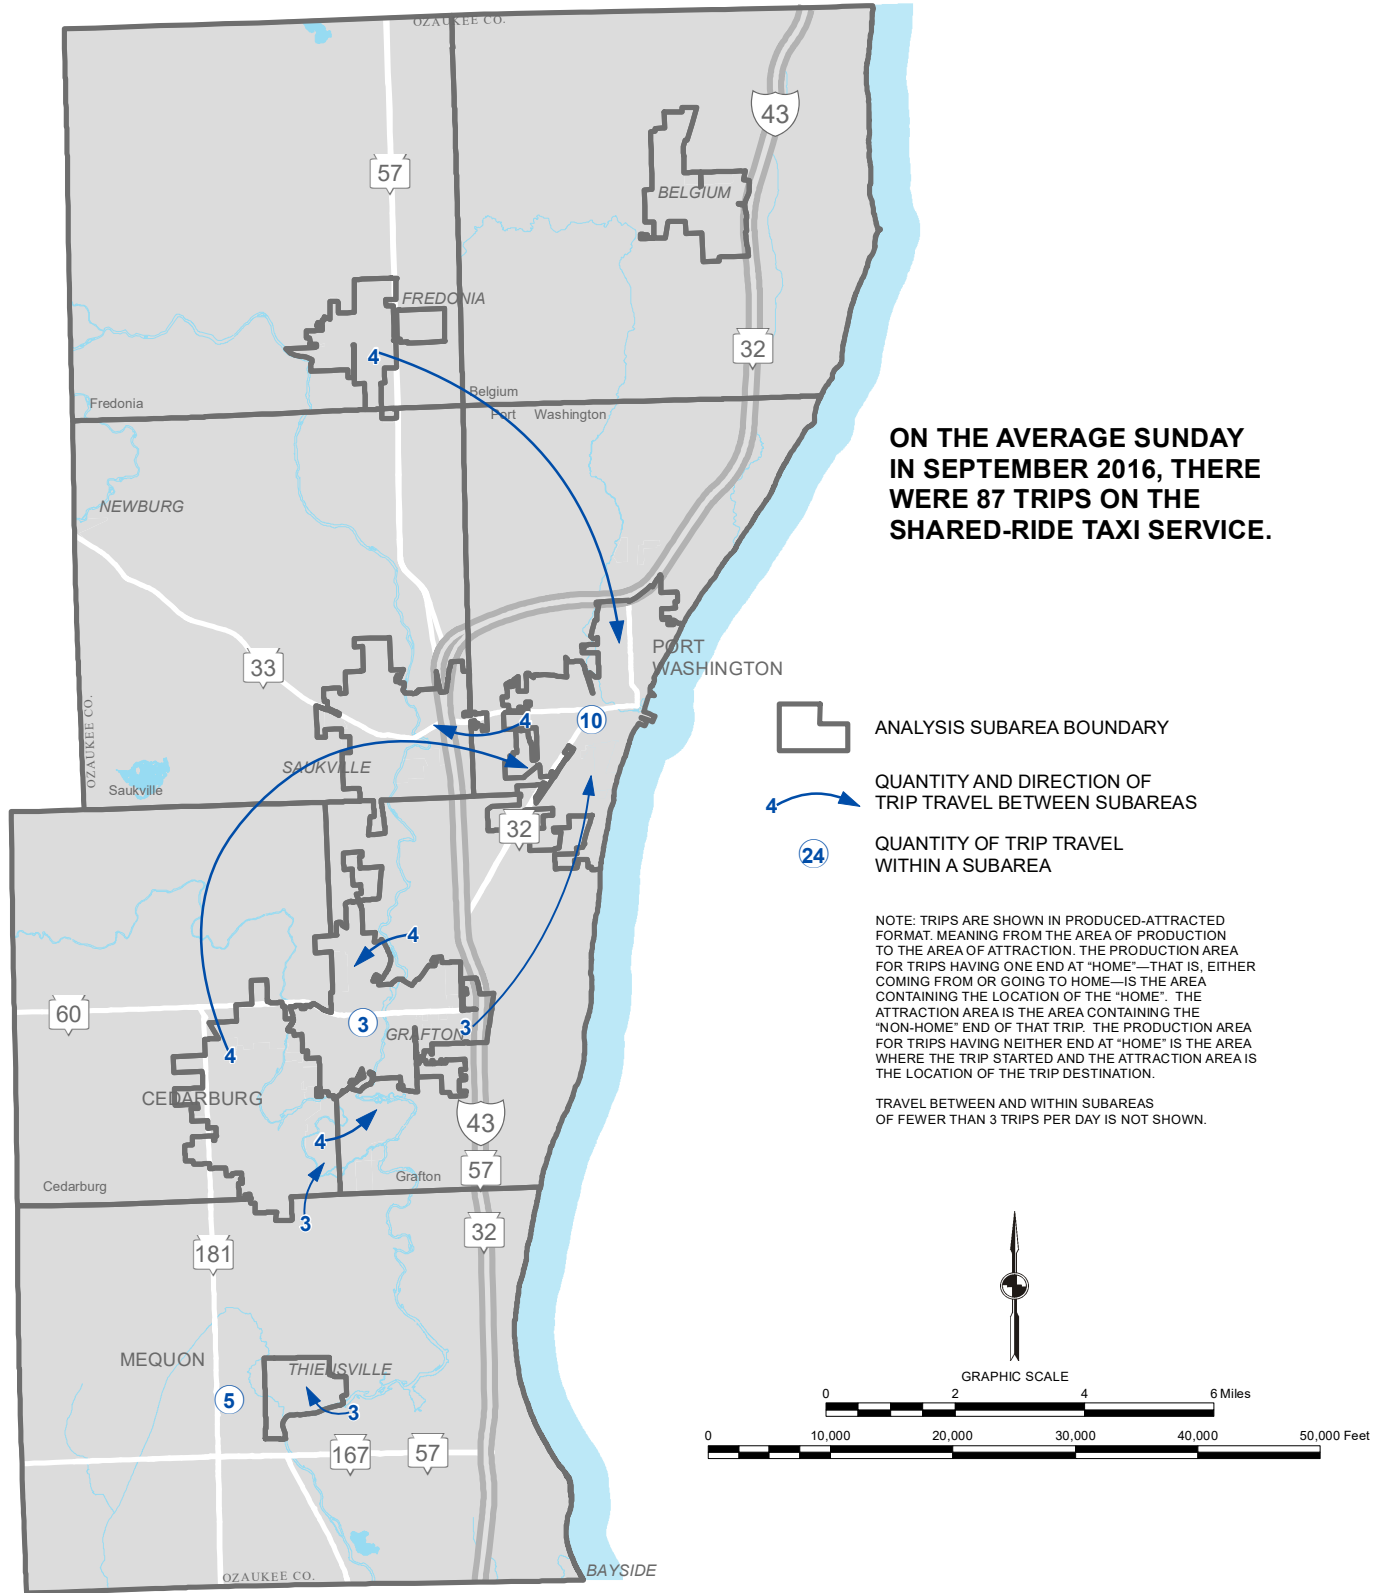 OZAUKEE CO.
43
57
BELGIUM
FREDONIA
32
4
Belgium
Fredonia
Port Washington
ON THE AVERAGE SUNDAY
IN SEPTEMBER 2016, THERE
WERE 87 TRIPS ON THE
SHARED-RIDE TAXI SERVICE.
NEWBURG
PORT
WASHINGTON
33
OZAUKEE CO.
4
10
ANALYSIS SUBAREA BOUNDARY
SAUKVILLE
Saukville
QUANTITY AND DIRECTION OF
4
TRIP TRAVEL BETWEEN SUBAREAS
32
24
QUANTITY OF TRIP TRAVEL
WITHIN A SUBAREA
NOTE: TRIPS ARE SHOWN IN PRODUCED-ATTRACTED
FORMAT. MEANING FROM THE AREA OF PRODUCTION
TO THE AREA OF ATTRACTION. THE PRODUCTION AREA
FOR TRIPS HAVING ONE END AT “HOME”—THAT IS, EITHER
COMING FROM OR GOING TO HOME—IS THE AREA
CONTAINING THE LOCATION OF THE “HOME”. THE
ATTRACTION AREA IS THE AREA CONTAINING THE
“NON-HOME” END OF THAT TRIP. THE PRODUCTION AREA
FOR TRIPS HAVING NEITHER END AT “HOME” IS THE AREA
WHERE THE TRIP STARTED AND THE ATTRACTION AREA IS
THE LOCATION OF THE TRIP DESTINATION.
TRAVEL BETWEEN AND WITHIN SUBAREAS
OF FEWER THAN 3 TRIPS PER DAY IS NOT SHOWN.
4
60
3
GRAFTON
3
4
CEDARBURG
43
4
57
Grafton
Cedarburg
3
32
181
MEQUON
THIENSVILLE
5
3
167
57
GRAPHIC SCALE
0 2 4 6 Miles
0 10,000 20,000 30,000 40,000 50,000 Feet
BAYSIDE
OZAUKEE CO.